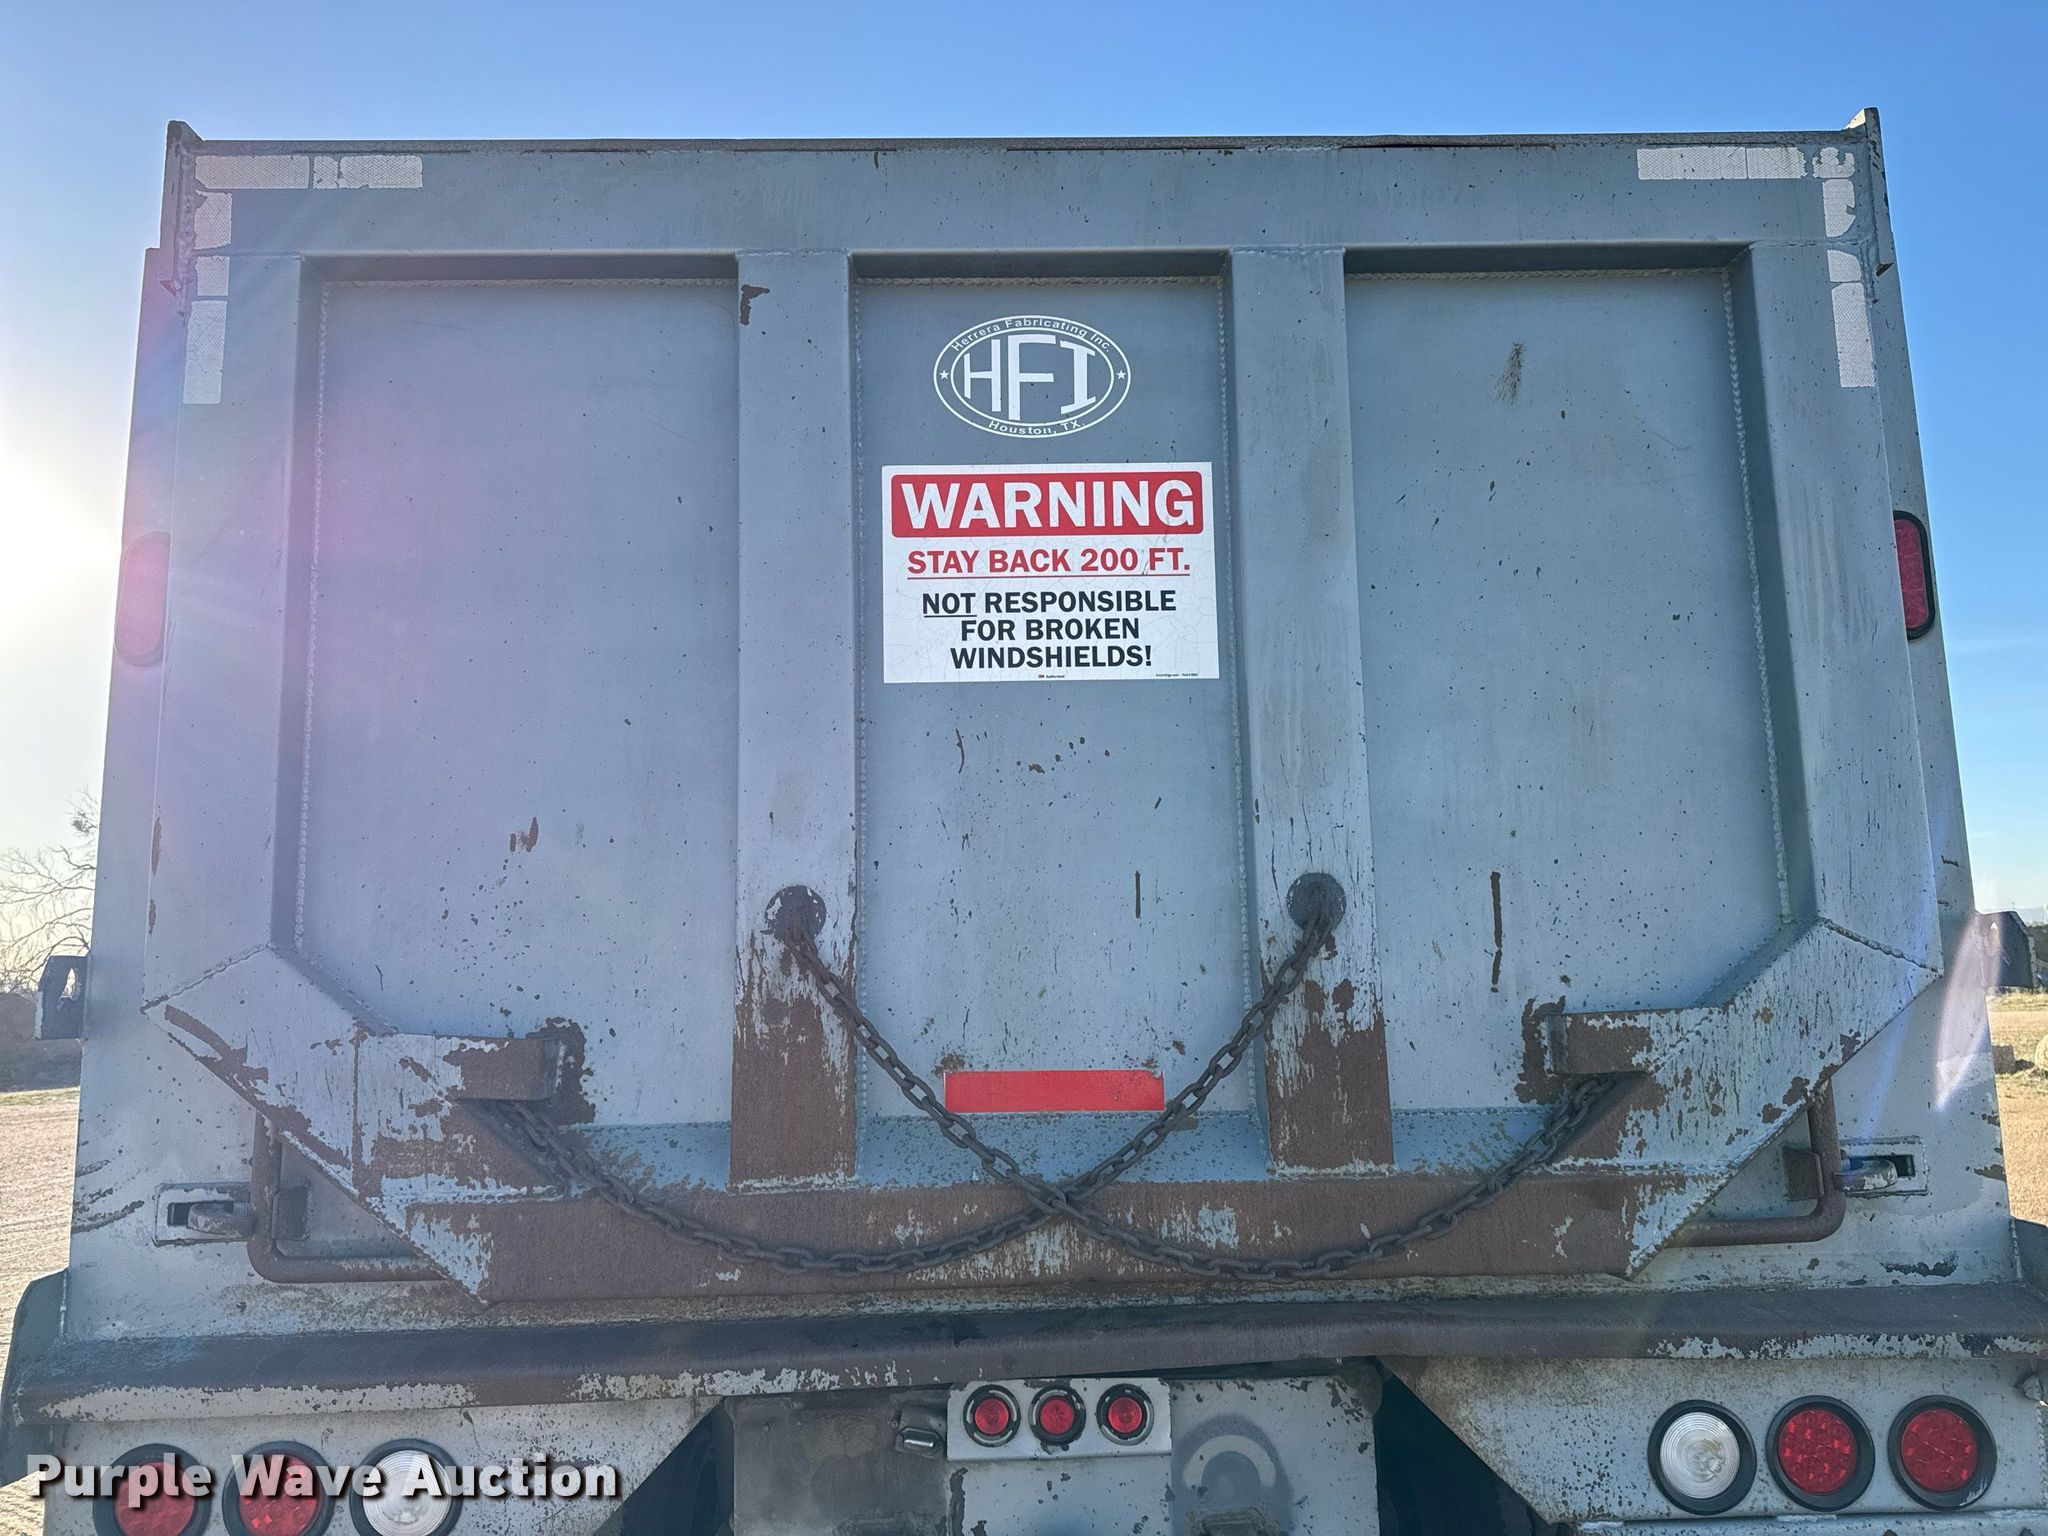 Herrera Fabricating Inc.
HFI
Houston, TX.
WARNING
STAY BACK 200 FT.
NOT RESPONSIBLE
FOR BROKEN
WINDSHIELDS!
Purple Wave Auction